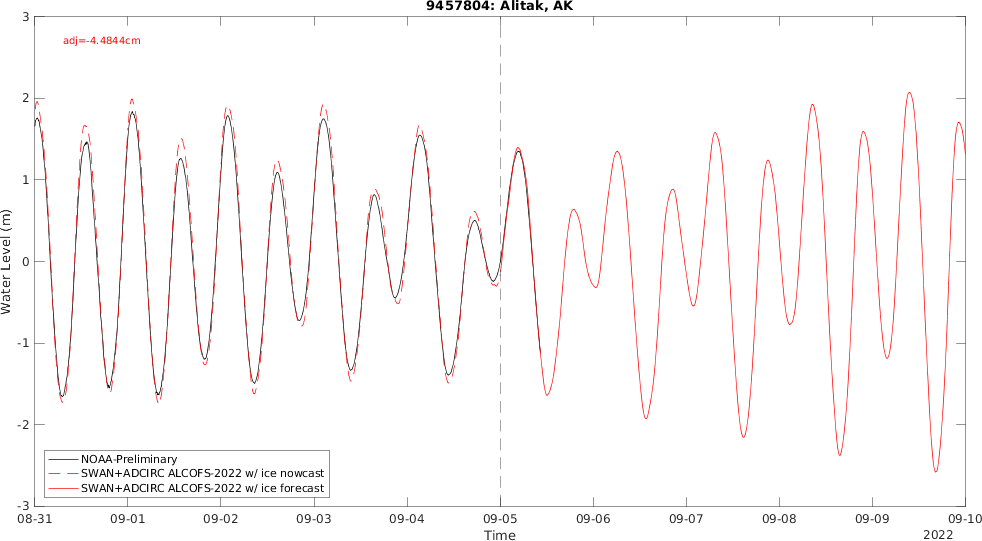 9457804: Alitak, AK
adj=-4.4844cm
3
2
1
0
-1
-2
-3
Water Level (m)
NOAA-Preliminary
SWAN+ADCIRC ALCOFS-2022 w/ ice nowcast
SWAN+ADCIRC ALCOFS-2022 w/ ice forecast
08-31 09-01 09-02 09-03 09-04 09-05 09-06 09-07 09-08 09-09 09-10
Time
2022